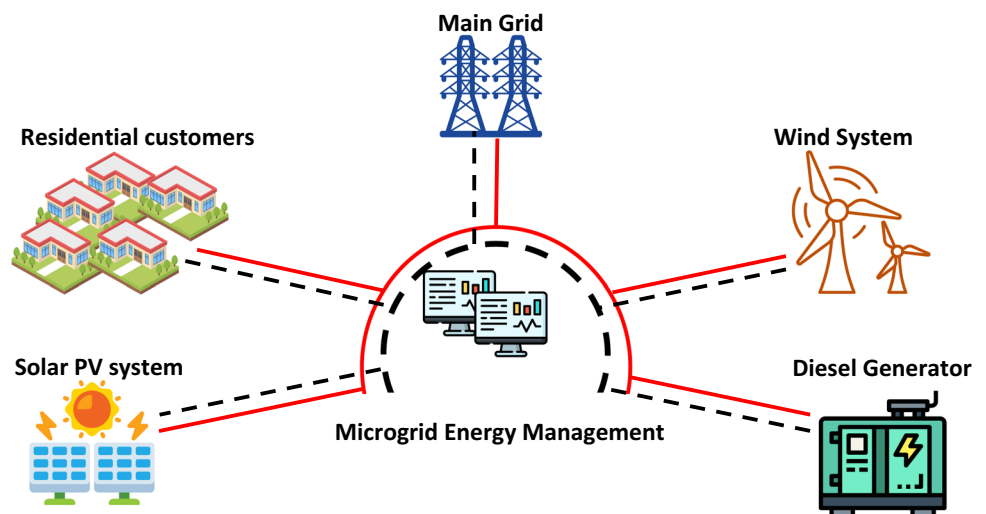 Main Grid
Residential customers
Wind System
Solar PV system
Diesel Generator
Microgrid Energy Management